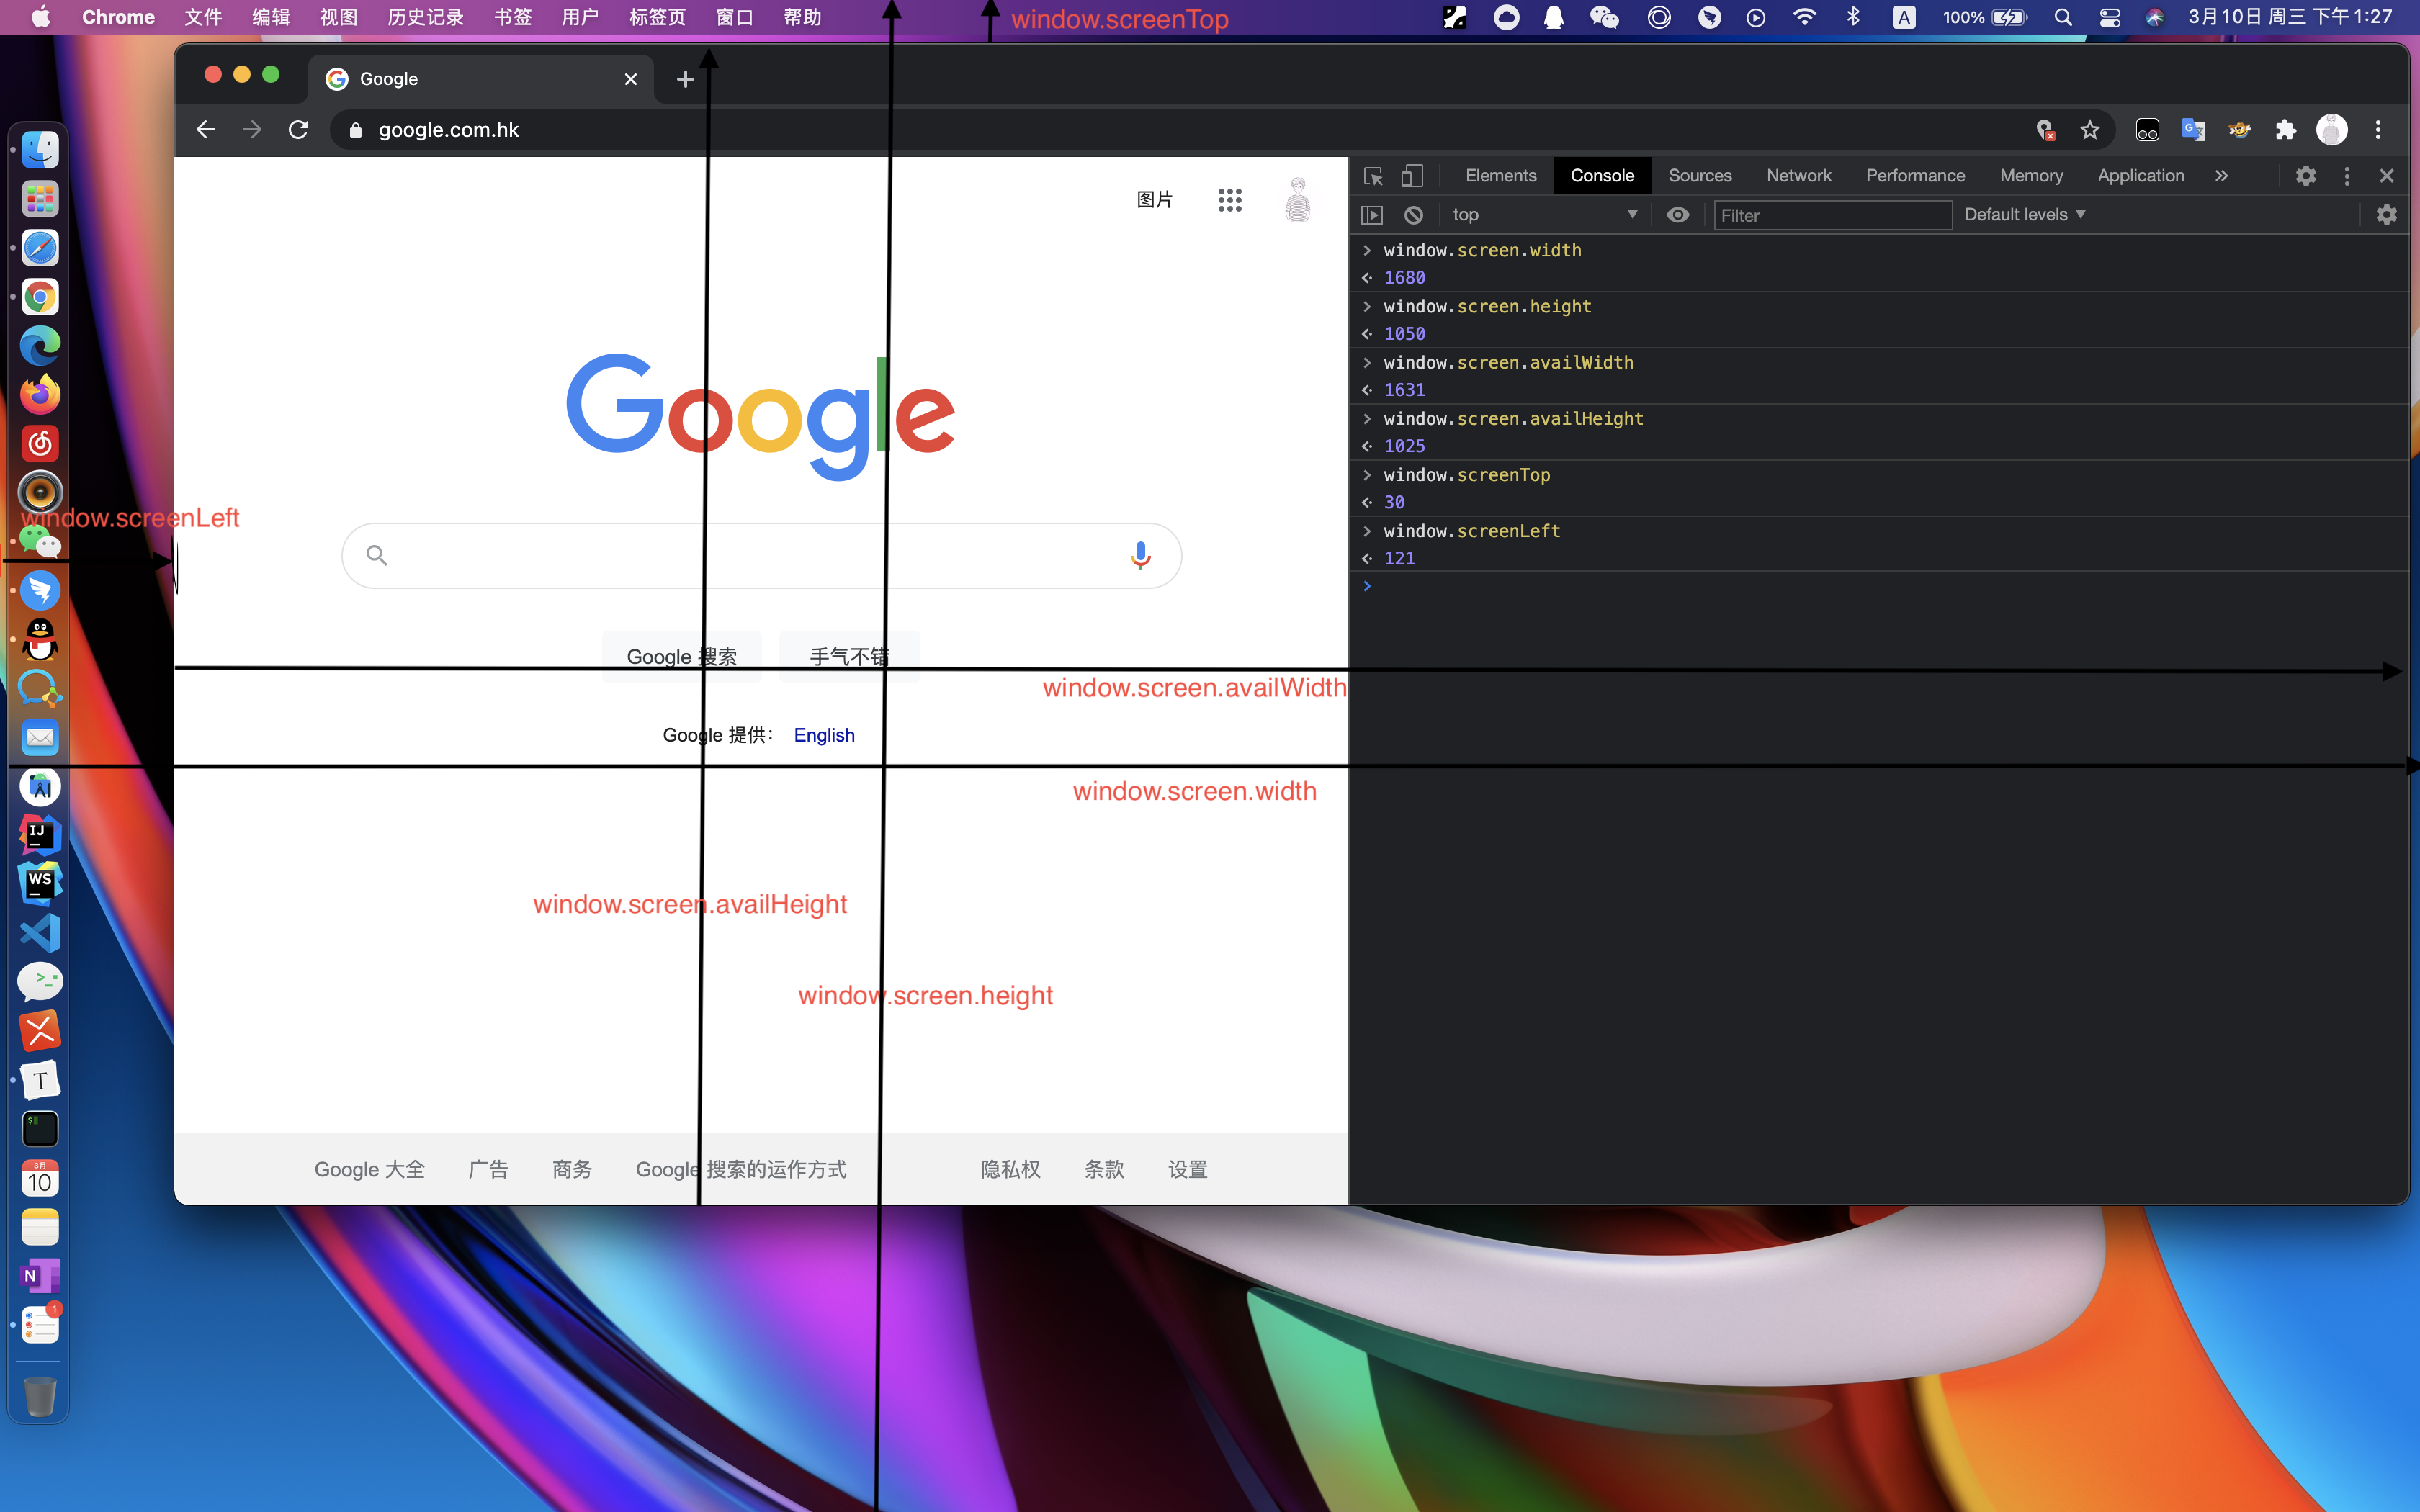 Chrome 文件 编辑 视图 历史记录 书签 用户 标签页 窗口 帮助
window.screenTop
A 100% 3月10日 周三 下午1:27
Google
google.com.hk
Elements Console Sources Network Performance Memory Application
top Filter Default levels
window.screen.width
1680
window.screen.height
1050
window.screen.availWidth
1631
window.screen.availHeight
1025
window.screenTop
30
window.screenLeft
121
图片
Google
window.screenLeft
Google 搜索 手气不错
window.screen.availWidth
Google 提供： English
window.screen.width
window.screen.availHeight
window.screen.height
Google 大全 广告 商务 Google 搜索的运作方式 隐私权 条款 设置
IJ
WS
T
3月
10
N
1